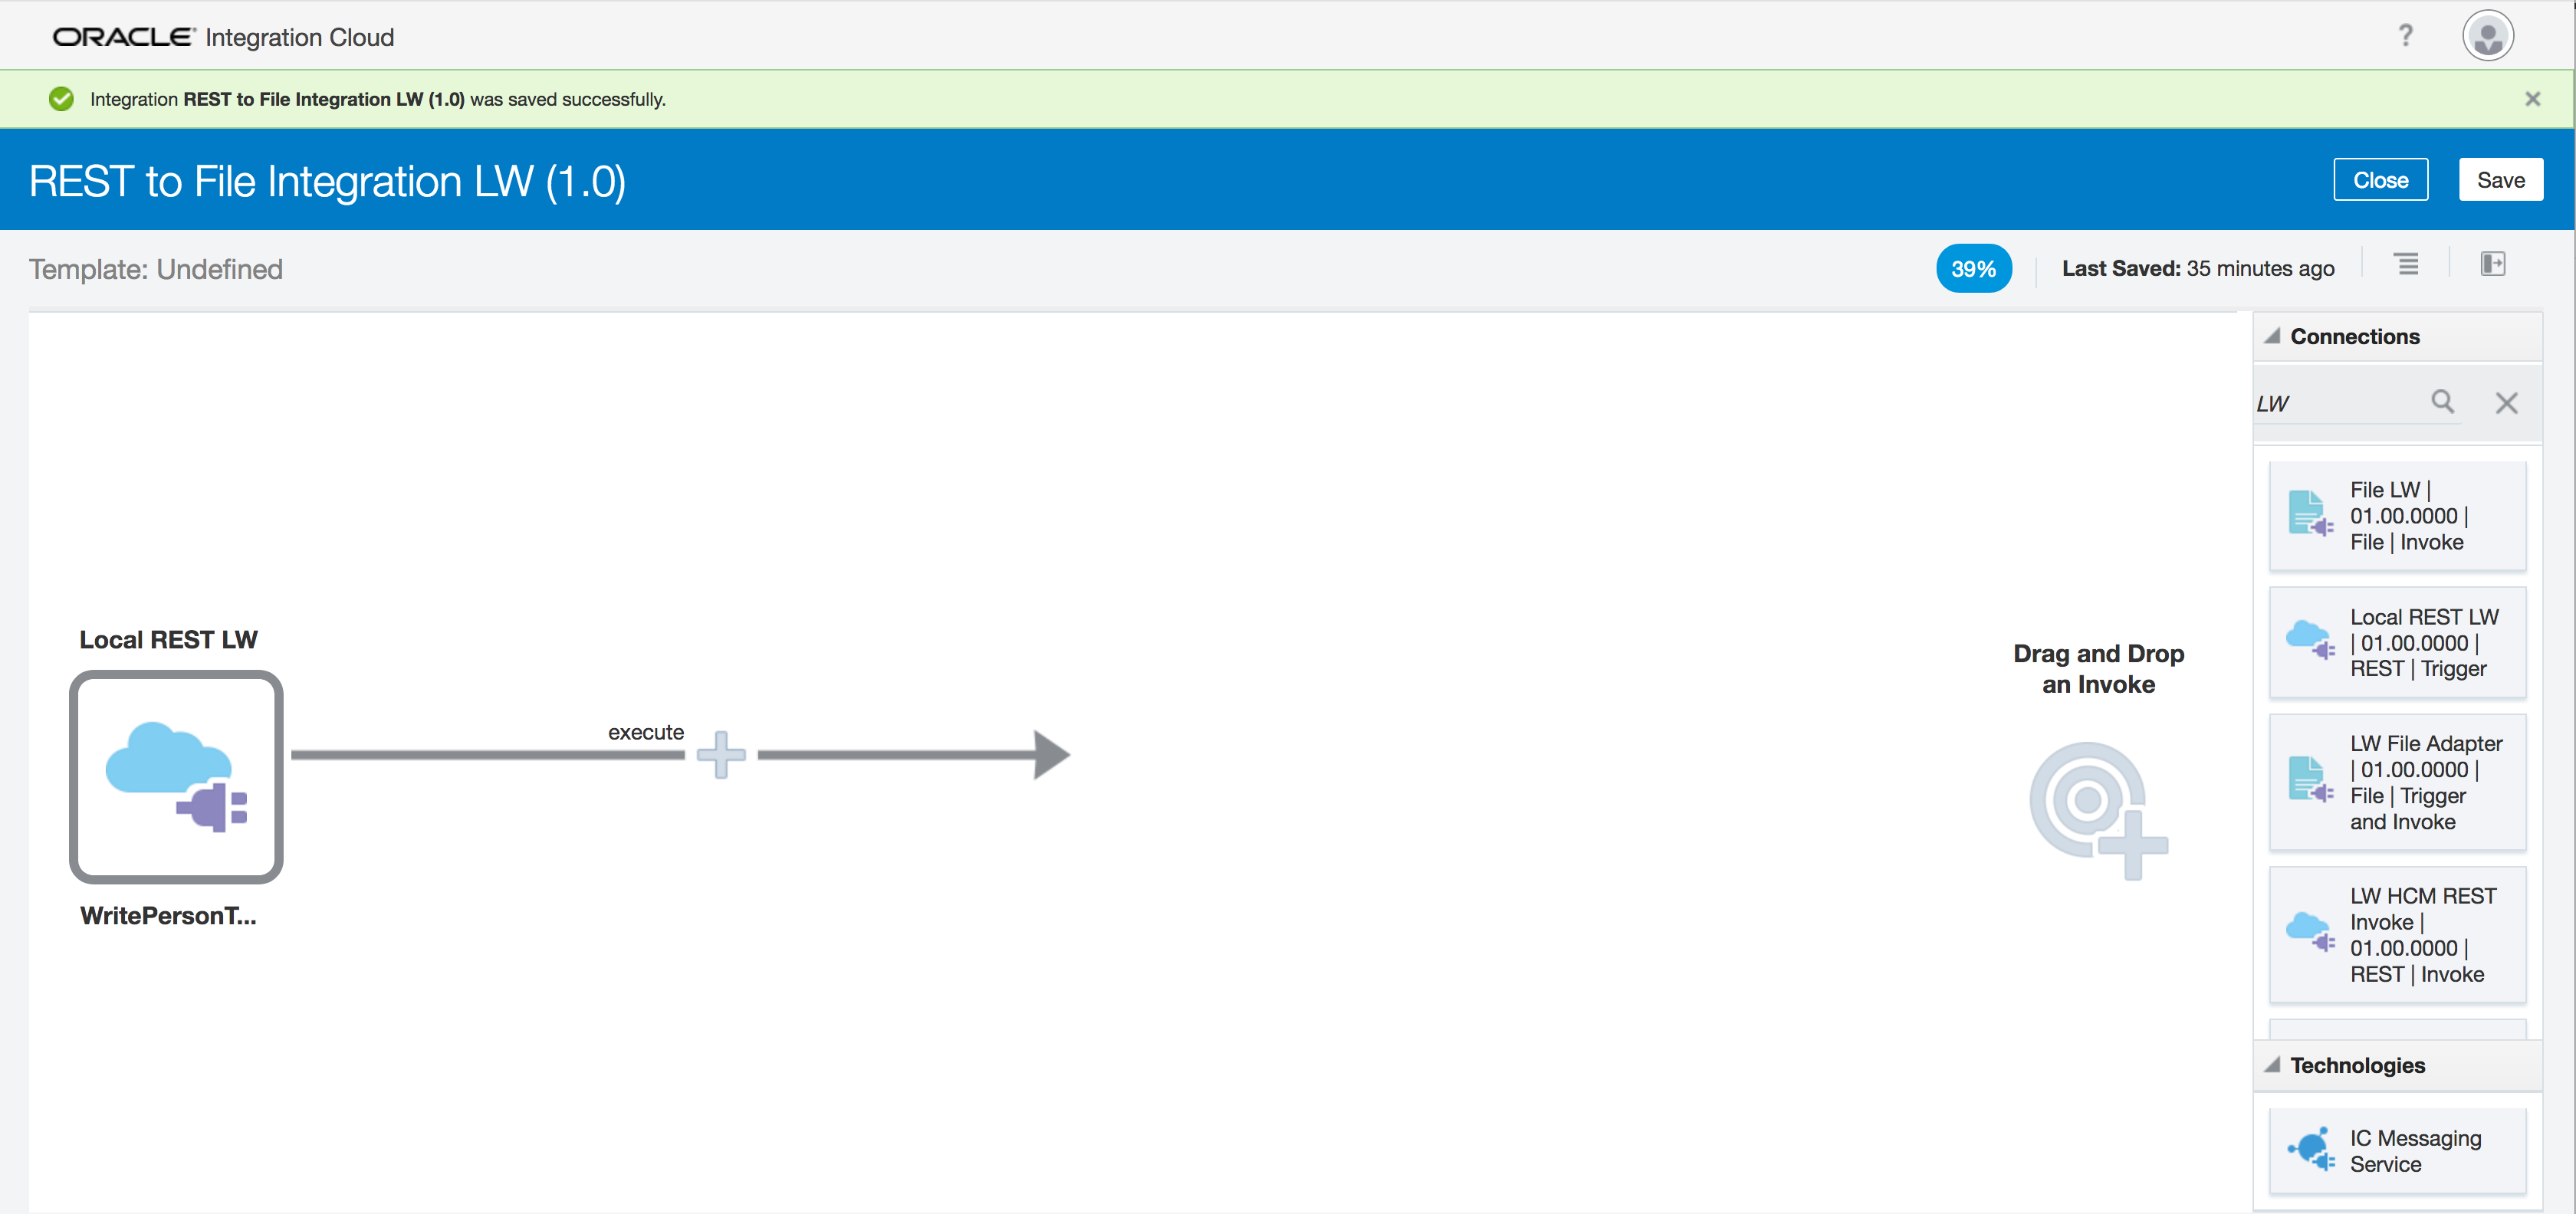 ORACLE Integration Cloud
?
Integration REST to File Integration LW (1.0) was saved successfully.
REST to File Integration LW (1.0)
Close
Save
Template: Undefined
39%
Last Saved: 35 minutes ago
Connections
LW
File LW |
01.00.0000 |
File | Invoke
Local REST LW
| 01.00.0000 |
REST | Trigger
LW File Adapter
| 01.00.0000 |
File | Trigger
and Invoke
LW HCM REST
Invoke |
01.00.0000 |
REST | Invoke
Technologies
IC Messaging
Service
Local REST LW
execute
WritePersonT...
Drag and Drop
an Invoke